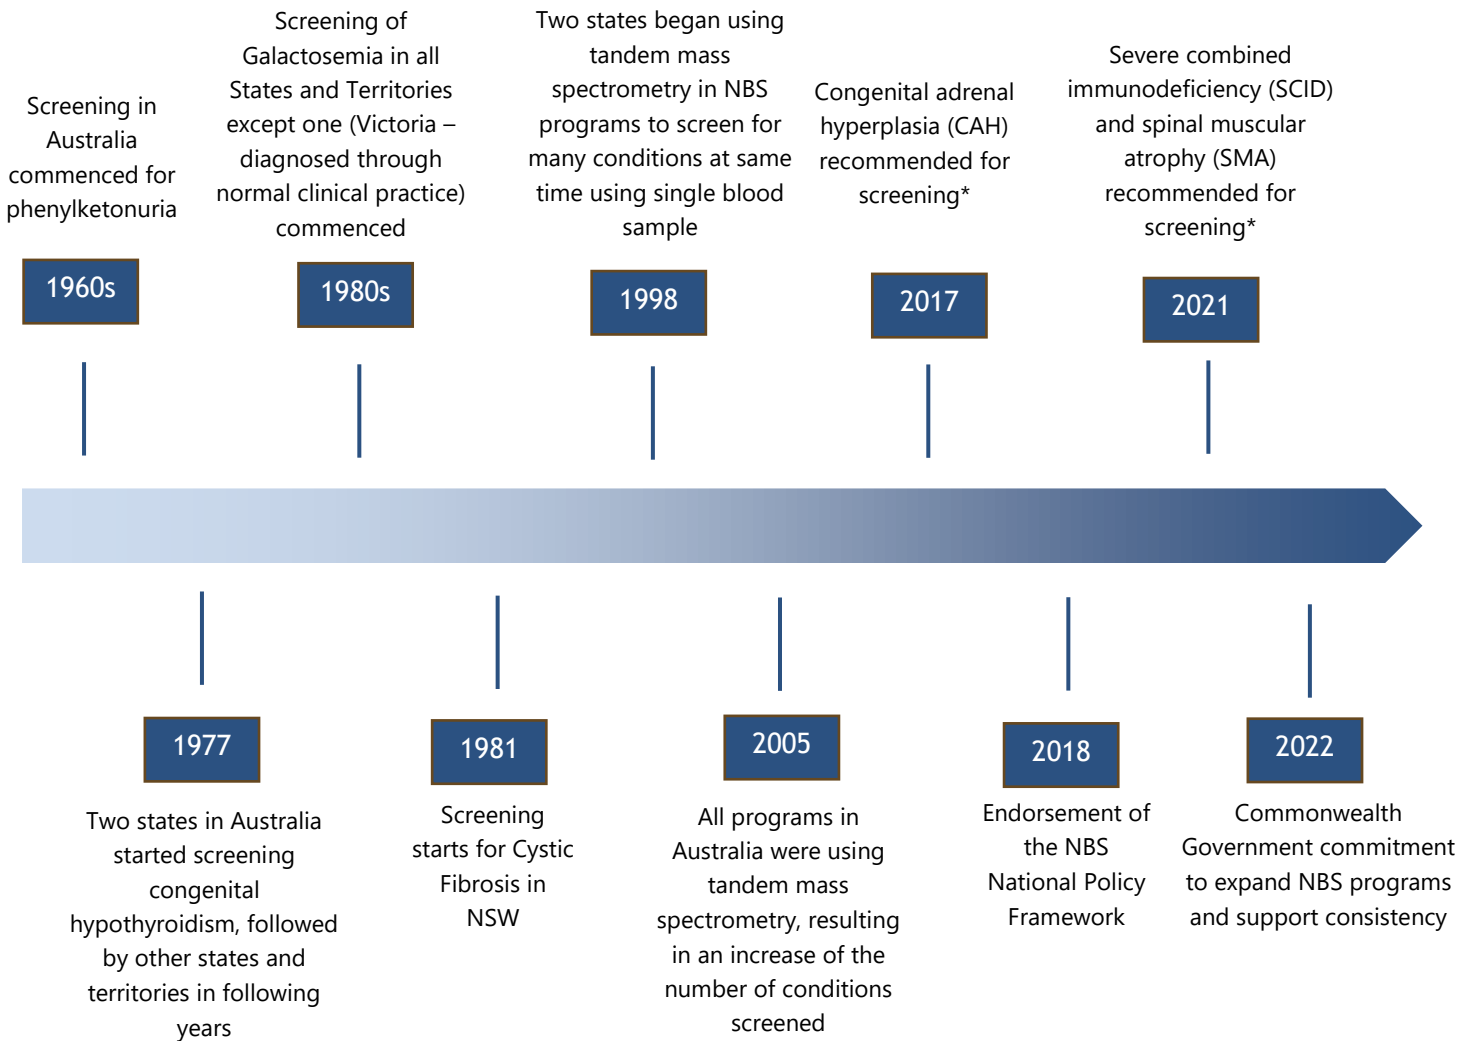 Screening in
Australia
commenced for
phenylketonuria
1960s
Screening of
Galactosemia in all
States and Territories
except one (Victoria –
diagnosed through
normal clinical practice)
commenced
1980s
Two states began using
tandem mass
spectrometry in NBS
programs to screen for
many conditions at same
time using single blood
sample
1998
Congenital adrenal
hyperplasia (CAH)
recommended for
screening*
2017
Severe combined
immunodeficiency (SCID)
and spinal muscular
atrophy (SMA)
recommended for
screening*
2021
1977
Two states in Australia
started screening
congenital
hypothyroidism, followed
by other states and
territories in following
years
1981
Screening
starts for Cystic
Fibrosis in
NSW
2005
All programs in
Australia were using
tandem mass
spectrometry, resulting
in an increase of the
number of conditions
screened
2018
Endorsement of
the NBS
National Policy
Framework
2022
Commonwealth
Government commitment
to expand NBS programs
and support consistency